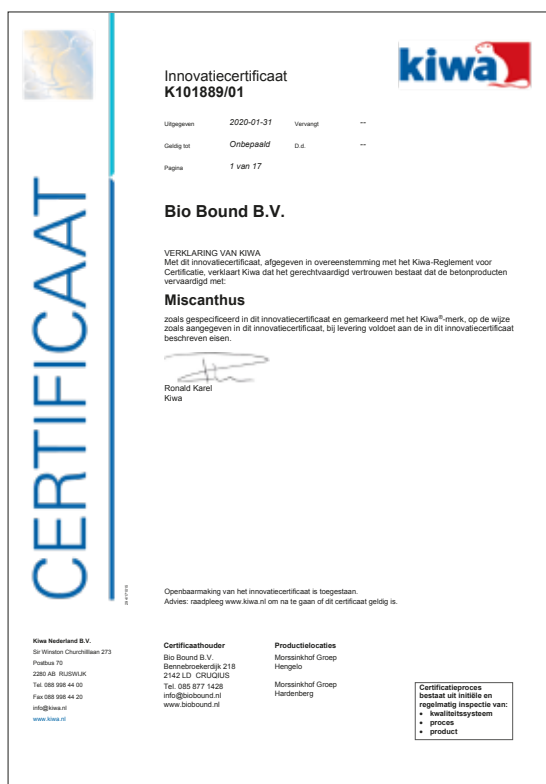 kiwa
Innovatiecertificaat
K101889/01
Uitgegeven 2020-01-31 Vervangt --
Geldig tot Onbepaald D.d. --
Pagina 1 van 17
CERTIFICAAT
Bio Bound B.V.
VERKLARING VAN KIWA
Met dit innovatiecertificaat, afgegeven in overeenstemming met het Kiwa-Reglement voor
Certificatie, verklaart Kiwa dat het gerechtvaardigd vertrouwen bestaat dat de betonproducten
vervaardigd met:
Miscanthus
zoals gespecificeerd in dit innovatiecertificaat en gemarkeerd met het Kiwa®-merk, op de wijze
zoals aangegeven in dit innovatiecertificaat, bij levering voldoet aan de in dit innovatiecertificaat
beschreven eisen.
Ronald Karel
Kiwa
Openbaarmaking van het innovatiecertificaat is toegestaan.
Advies: raadpleeg www.kiwa.nl om na te gaan of dit certificaat geldig is.
Kiwa Nederland B.V.
Sir Winston Churchilllaan 273
Postbus 70
2280 AB RIJSWIJK
Tel. 088 998 44 00
Fax 088 998 44 20
info@kiwa.nl
www.kiwa.nl
Certificaathouder
Bio Bound B.V.
Bennebroekerdijk 218
2142 LD CRUQIUS
Tel. 085 877 1428
info@biobound.nl
www.biobound.nl
Productielocaties
Morssinkhof Groep
Hengelo
Morssinkhof Groep
Hardenberg
Certificatieproces
bestaat uit initiële en
regelmatig inspectie van:
• kwaliteitssysteem
• proces
• product